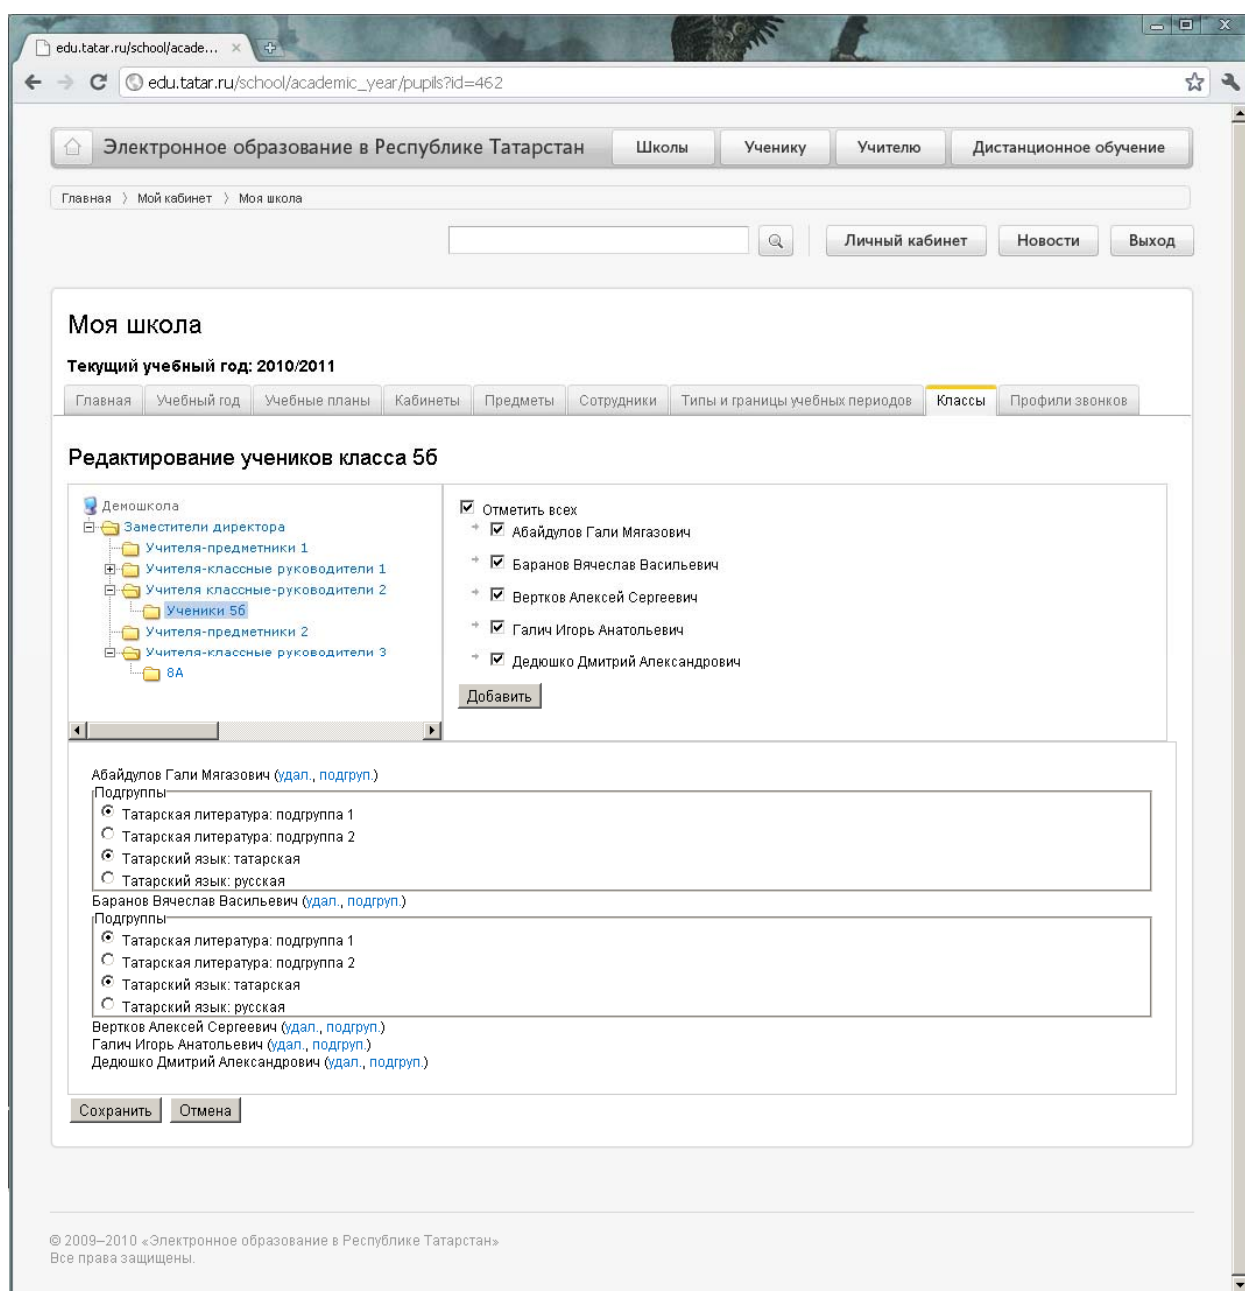 edu.tatar.ru/school/acade...
edu.tatar.ru/school/academic_year/pupils?id=462
Электронное образование в Республике Татарстан
Школы
Ученику
Учителю
Дистанционное обучение
Главная 〉 Мой кабинет 〉 Моя школа
Личный кабинет
Новости
Выход
Моя школа
Текущий учебный год: 2010/2011
Главная
Учебный год
Учебные планы
Кабинеты
Предметы
Сотрудники
Типы и границы учебных периодов
Классы
Профили звонков
Редактирование учеников класса 5б
Демошкола
Заместители директора
Учителя-предметники 1
Учителя-классные руководители 1
Учителя классные-руководители 2
Ученики 5б
Учителя-предметники 2
Учителя-классные руководители 3
8А
Отметить всех
Абайдулов Гали Мягазович
Баранов Вячеслав Васильевич
Вертков Алексей Сергеевич
Галич Игорь Анатольевич
Дедюшко Дмитрий Александрович
Добавить
Абайдулов Гали Мягазович (удал., подгруп.)
Подгруппы
Татарская литература: подгруппа 1
Татарская литература: подгруппа 2
Татарский язык: татарская
Татарский язык: русская
Баранов Вячеслав Васильевич (удал., подгруп.)
Подгруппы
Татарская литература: подгруппа 1
Татарская литература: подгруппа 2
Татарский язык: татарская
Татарский язык: русская
Вертков Алексей Сергеевич (удал., подгруп.)
Галич Игорь Анатольевич (удал., подгруп.)
Дедюшко Дмитрий Александрович (удал., подгруп.)
Сохранить
Отмена
© 2009–2010 «Электронное образование в Республике Татарстан»
Все права защищены.